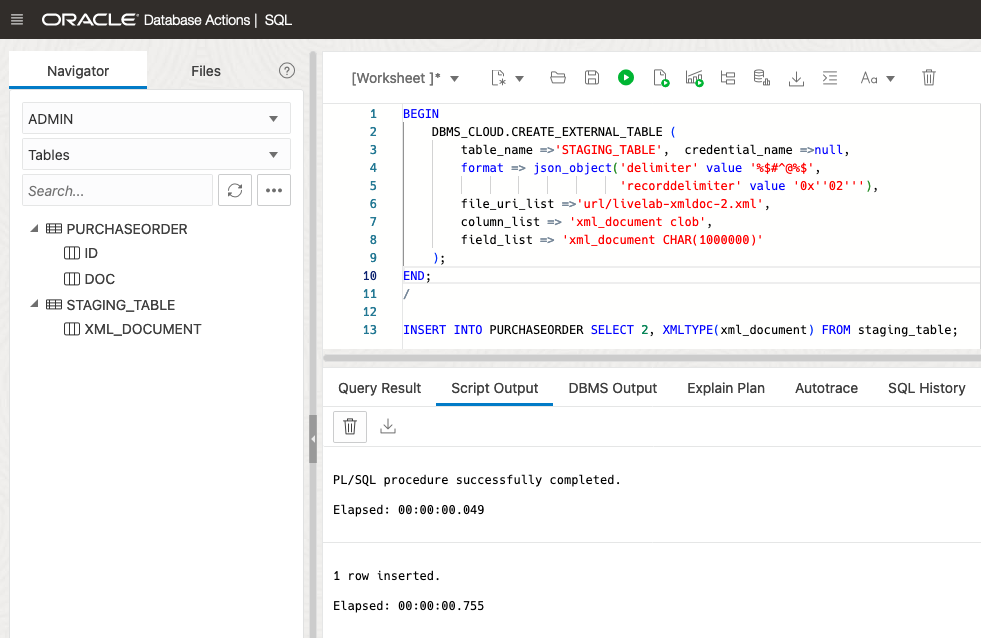 ORACLE Database Actions | SQL
Navigator
Files
?
ADMIN
Tables
Search...
PURCHASEORDER
ID
DOC
STAGING_TABLE
XML_DOCUMENT
[Worksheet ]*
Aa
1 BEGIN
2 DBMS_CLOUD.CREATE_EXTERNAL_TABLE (
3 table_name =>'STAGING_TABLE', credential_name =>null,
4 format => json_object('delimiter' value '%$#^@%$',
5 'recorddelimiter' value '0x''02'''),
6 file_uri_list =>'url/livelab-xmldoc-2.xml',
7 column_list => 'xml_document clob',
8 field_list => 'xml_document CHAR(1000000)'
9 );
10 END;
11 /
12
13 INSERT INTO PURCHASEORDER SELECT 2, XMLTYPE(xml_document) FROM staging_table;
Query Result
Script Output
DBMS Output
Explain Plan
Autotrace
SQL History
PL/SQL procedure successfully completed.
Elapsed: 00:00:00.049
1 row inserted.
Elapsed: 00:00:00.755